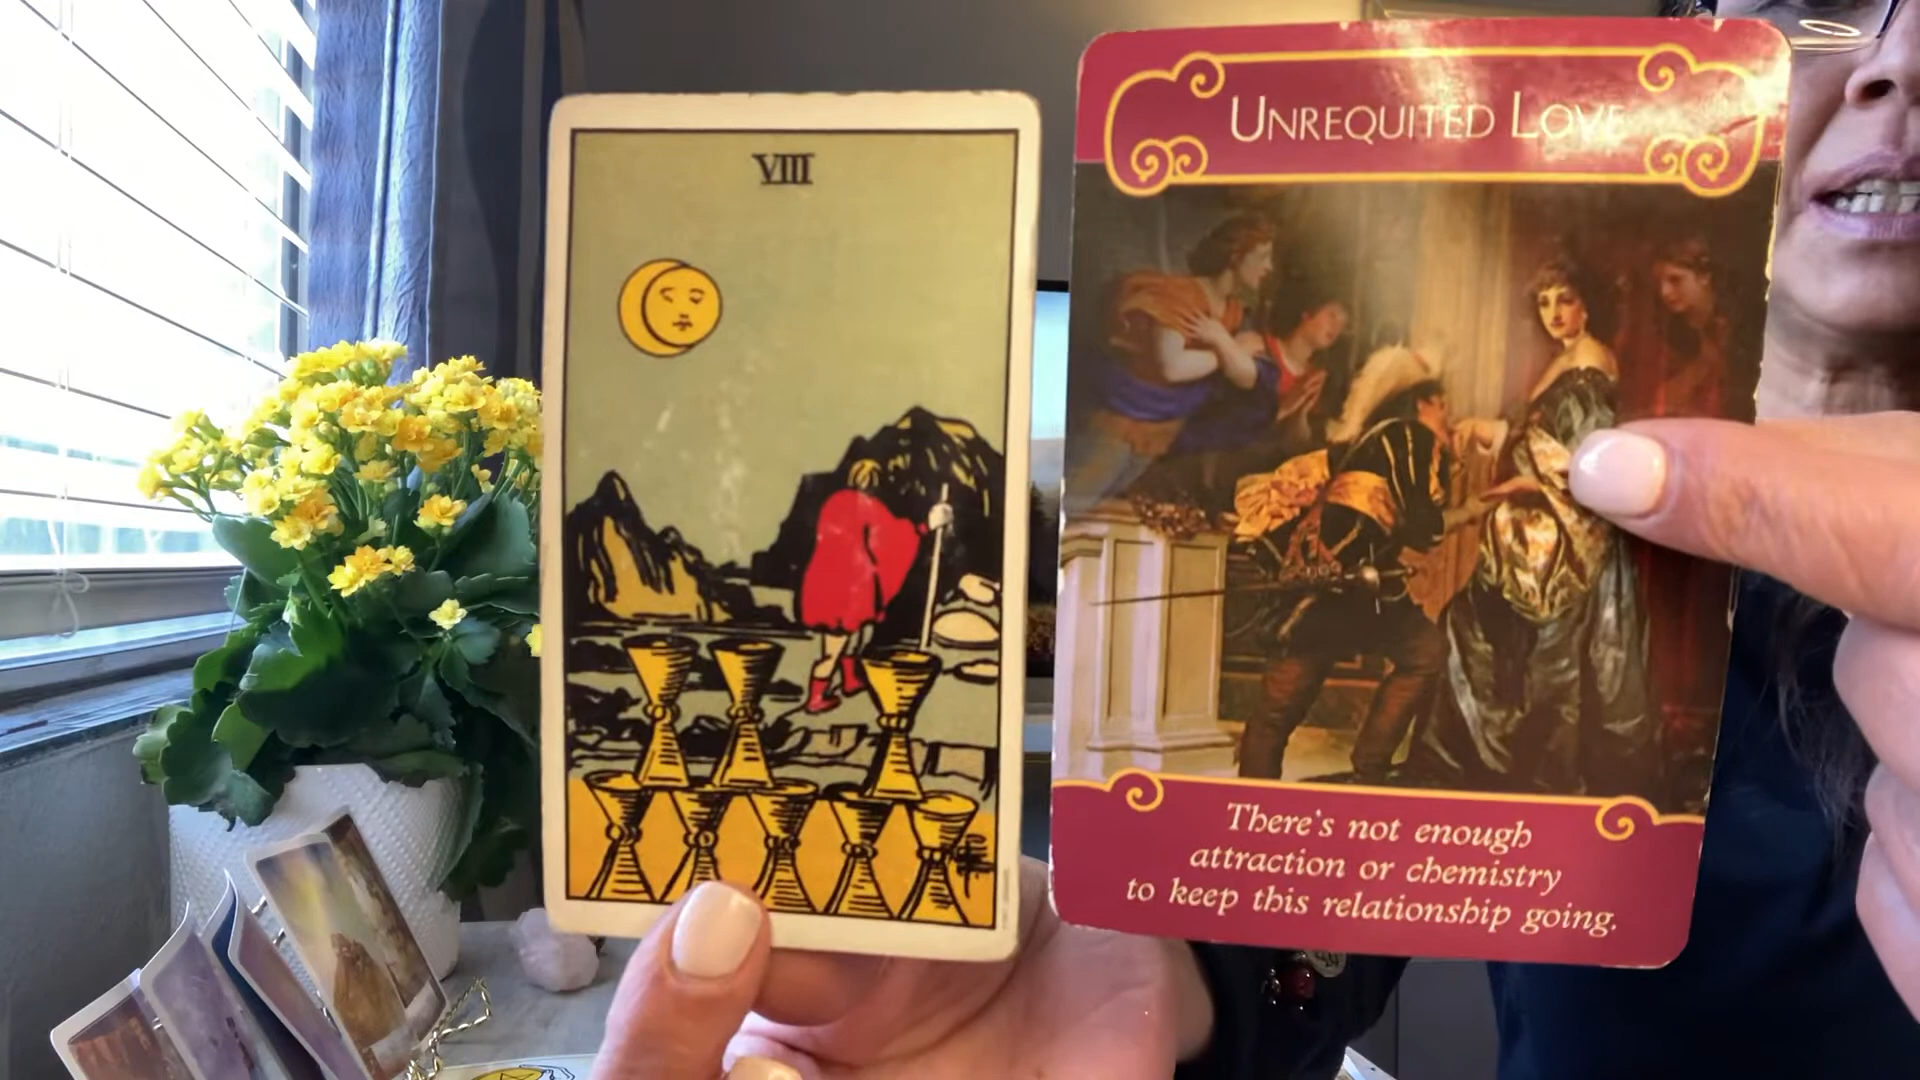 VIII
UNREQUITED LOVE
There's not enough
attraction or chemistry
to keep this relationship going.